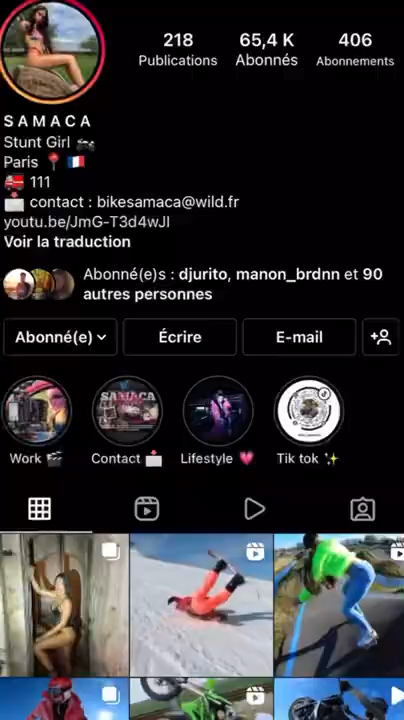 218
65,4 K
406
Publications
Abonnés
Abonnements
S A M A C A
Stunt Girl 🏍️
Paris 📍 🇫🇷
🚒 111
📩 contact : bikesamaca@wild.fr
youtu.be/JmG-T3d4wJI
Voir la traduction
Abonné(e)s : djurito, manon_brdnn et 90
autres personnes
Abonné(e)
Écrire
E-mail
SAMACA
Work 🎬
Contact 📩
Lifestyle 💗
Tik tok ✨